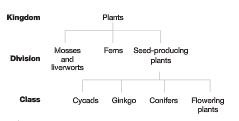 Kingdom Plants
Division Mosses and liverworts Ferns Seed-producing plants
Class Cycads Ginkgo Conifers Flowering plants